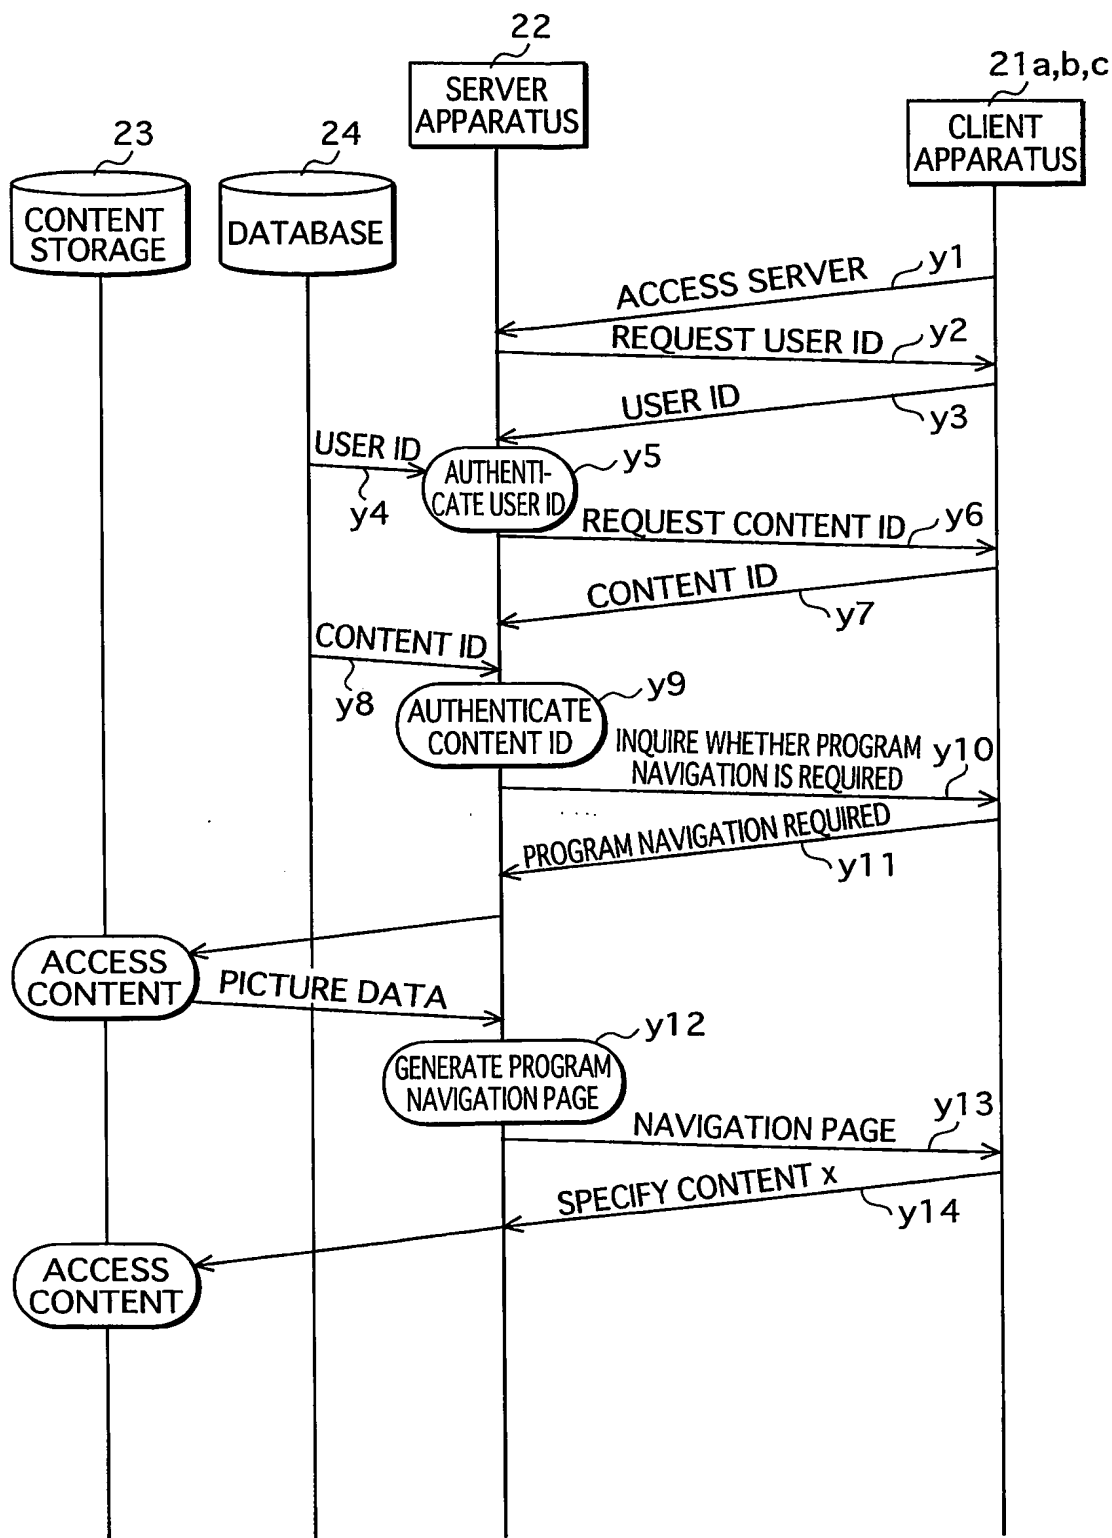 22
SERVER
APPARATUS
21a,b,c
CLIENT
APPARATUS
23
CONTENT
STORAGE
24
DATABASE
ACCESS SERVER
y1
REQUEST USER ID
y2
USER ID
y3
USER ID
y4
AUTHENTI-
CATE USER ID
y5
REQUEST CONTENT ID
y6
CONTENT ID
y7
CONTENT ID
y8
AUTHENTICATE
CONTENT ID
y9
INQUIRE WHETHER PROGRAM
NAVIGATION IS REQUIRED
y10
PROGRAM NAVIGATION REQUIRED
y11
ACCESS
CONTENT
PICTURE DATA
GENERATE PROGRAM
NAVIGATION PAGE
y12
NAVIGATION PAGE
y13
SPECIFY CONTENT x
y14
ACCESS
CONTENT